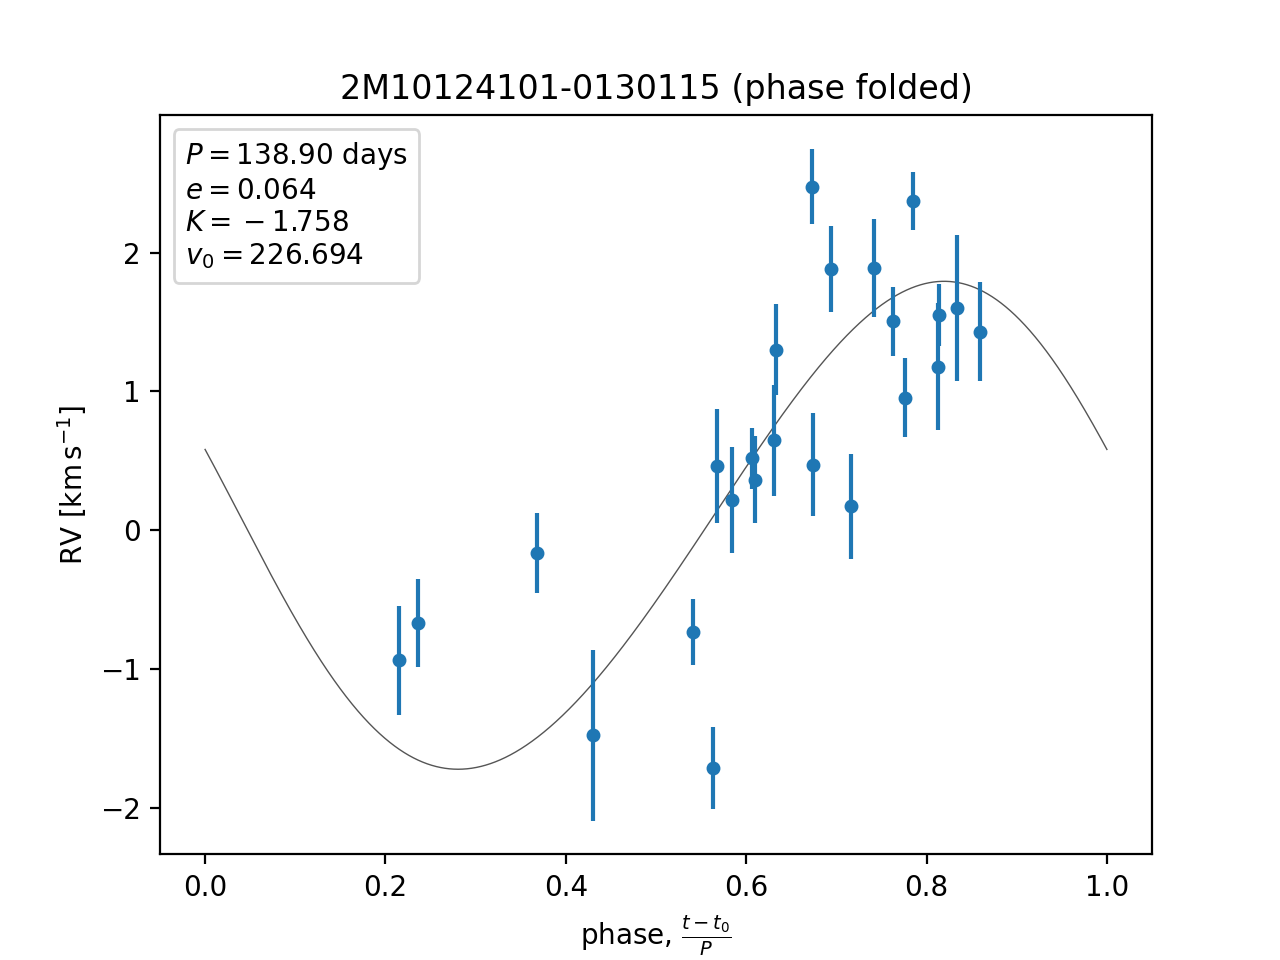 2M10124101-0130115 (phase folded)
P = 138.90 days
e = 0.064
K = −1.758
v₀ = 226.694
RV [km s⁻¹]
2
1
0
−1
−2
0.0 0.2 0.4 0.6 0.8 1.0
phase, (t − t₀)/P